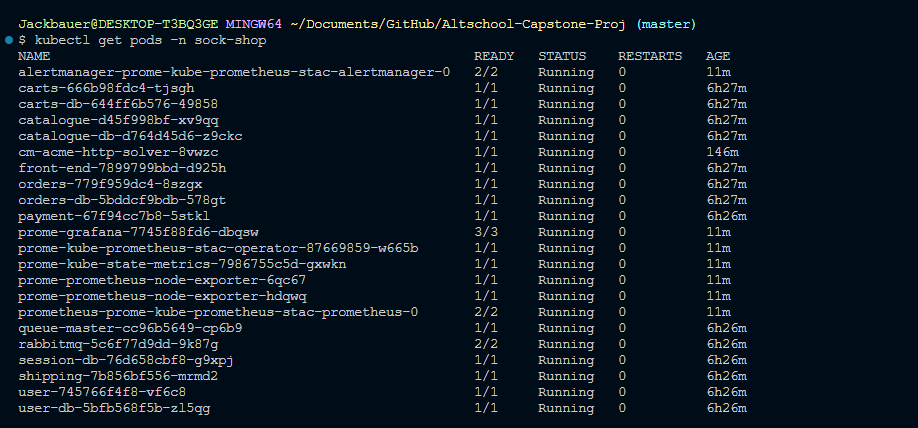 Jackbauer@DESKTOP-T3BQ3GE MINGW64 ~/Documents/GitHub/Altschool-Capstone-Proj (master)
$ kubectl get pods -n sock-shop
NAME READY STATUS RESTARTS AGE
alertmanager-prome-kube-prometheus-stac-alertmanager-0 2/2 Running 0 11m
carts-666b98fdc4-tjsgh 1/1 Running 0 6h27m
carts-db-644ff6b576-49858 1/1 Running 0 6h27m
catalogue-d45f998bf-xv9qq 1/1 Running 0 6h27m
catalogue-db-d764d45d6-z9ckc 1/1 Running 0 6h27m
cm-acme-http-solver-8vwzc 1/1 Running 0 146m
front-end-7899799bbd-d925h 1/1 Running 0 6h27m
orders-779f959dc4-8szgx 1/1 Running 0 6h27m
orders-db-5bddcf9bdb-578gt 1/1 Running 0 6h27m
payment-67f94cc7b8-5stkl 1/1 Running 0 6h26m
prome-grafana-7745f88fd6-dbqsw 3/3 Running 0 11m
prome-kube-prometheus-stac-operator-87669859-w665b 1/1 Running 0 11m
prome-kube-state-metrics-7986755c5d-gxwkn 1/1 Running 0 11m
prome-prometheus-node-exporter-6qc67 1/1 Running 0 11m
prome-prometheus-node-exporter-hdqwq 1/1 Running 0 11m
prometheus-prome-kube-prometheus-stac-prometheus-0 2/2 Running 0 11m
queue-master-cc96b5649-cp6b9 1/1 Running 0 6h26m
rabbitmq-5c6f77d9dd-9k87g 2/2 Running 0 6h26m
session-db-76d658cbf8-g9xpj 1/1 Running 0 6h26m
shipping-7b856bf556-mrmd2 1/1 Running 0 6h26m
user-745766f4f8-vf6c8 1/1 Running 0 6h26m
user-db-5bfb568f5b-zl5qg 1/1 Running 0 6h26m